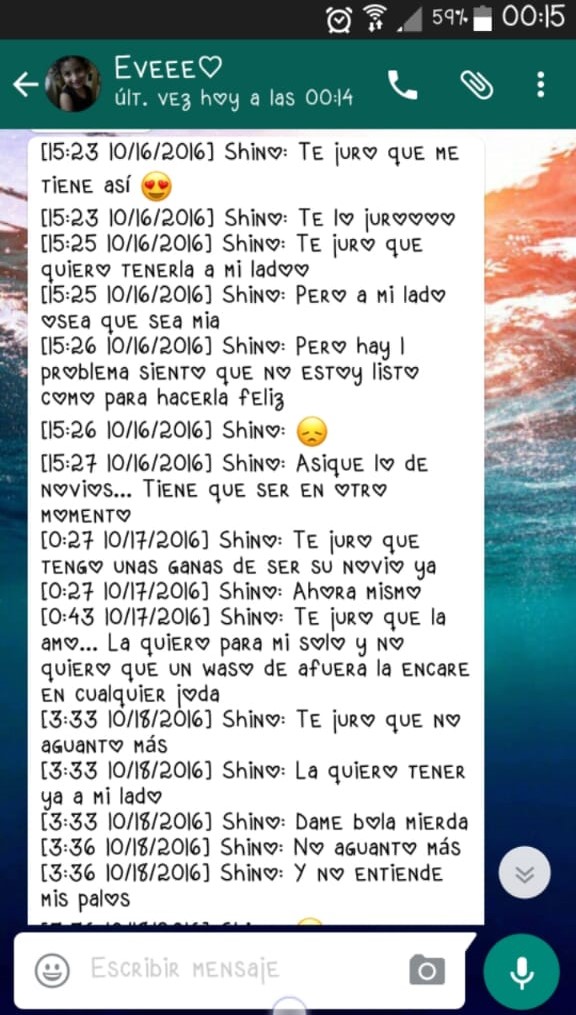 59% 00:15
EVEEE♡
últ. vez hoy a las 00:14
[15:23 10/16/2016] Shino: Te juro que me
tiene así 😍
[15:23 10/16/2016] Shino: Te lo juroooo
[15:25 10/16/2016] Shino: Te juro que
quiero tenerla a mi ladoo
[15:25 10/16/2016] Shino: Pero a mi lado
osea que sea mia
[15:26 10/16/2016] Shino: Pero hay 1
problema siento que no estoy listo
como para hacerla feliz
[15:26 10/16/2016] Shino: 😞
[15:27 10/16/2016] Shino: Asique lo de
novios... Tiene que ser en otro
momento
[0:27 10/17/2016] Shino: Te juro que
tengo unas ganas de ser su novio ya
[0:27 10/17/2016] Shino: Ahora mismo
[0:43 10/17/2016] Shino: Te juro que la
amo... La quiero para mi solo y no
quiero que un waso de afuera la encare
en cualquier joda
[3:33 10/18/2016] Shino: Te juro que no
aguanto más
[3:33 10/18/2016] Shino: La quiero tener
ya a mi lado
[3:33 10/18/2016] Shino: Dame bola mierda
[3:36 10/18/2016] Shino: No aguanto más
[3:36 10/18/2016] Shino: Y no entiende
mis palos
Escribir mensaje